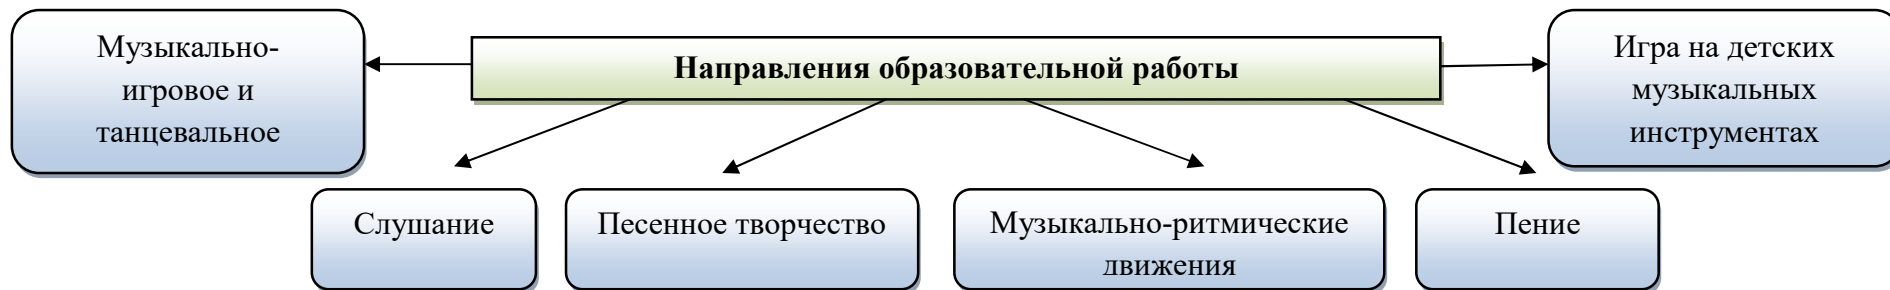 Музыкально-
игровое и
танцевальное
Направления образовательной работы
Игра на детских
музыкальных
инструментах
Слушание
Песенное творчество
Музыкально-ритмические
движения
Пение